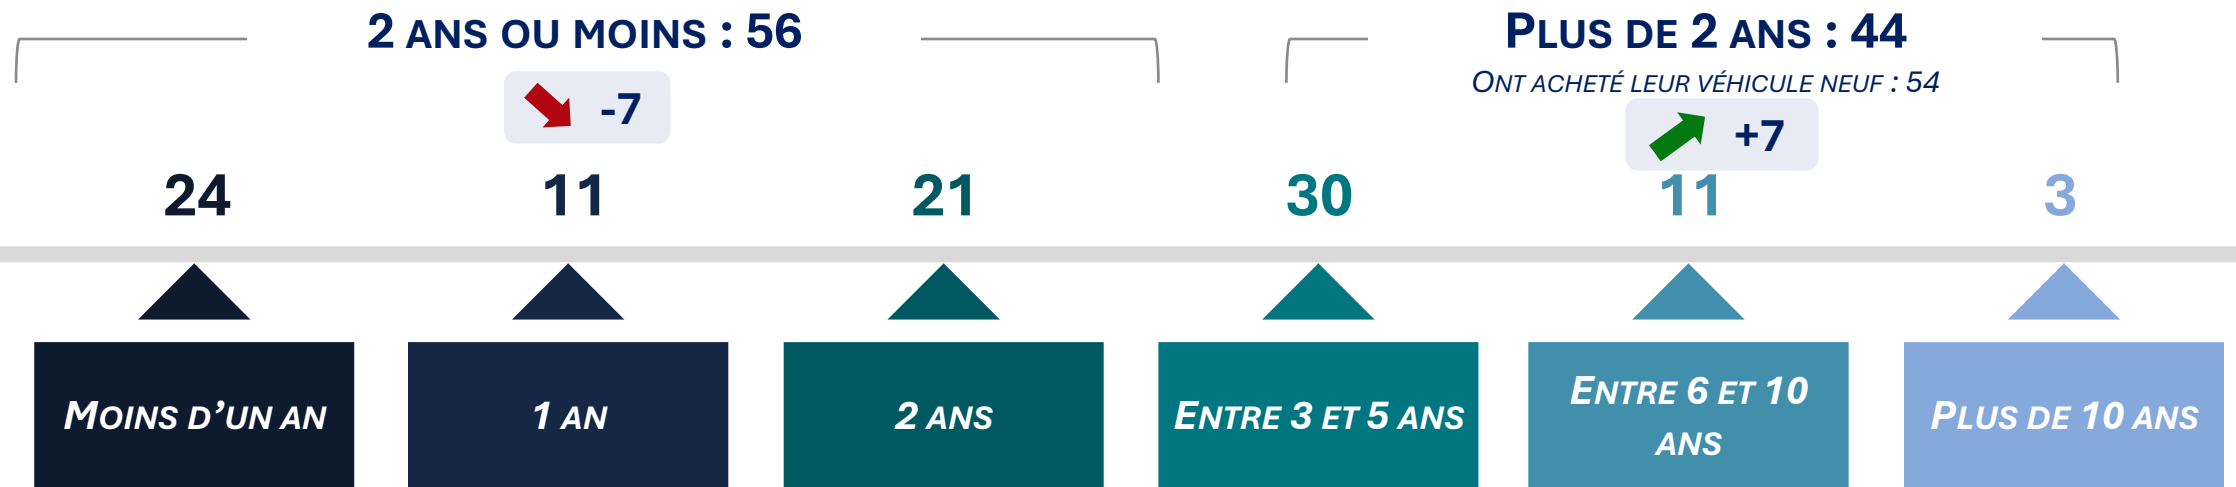 2 ANS OU MOINS : 56
-7
PLUS DE 2 ANS : 44
ONT ACHETÉ LEUR VÉHICULE NEUF : 54
+7
24
11
21
30
11
3
MOINS D’UN AN
1 AN
2 ANS
ENTRE 3 ET 5 ANS
ENTRE 6 ET 10
ANS
PLUS DE 10 ANS